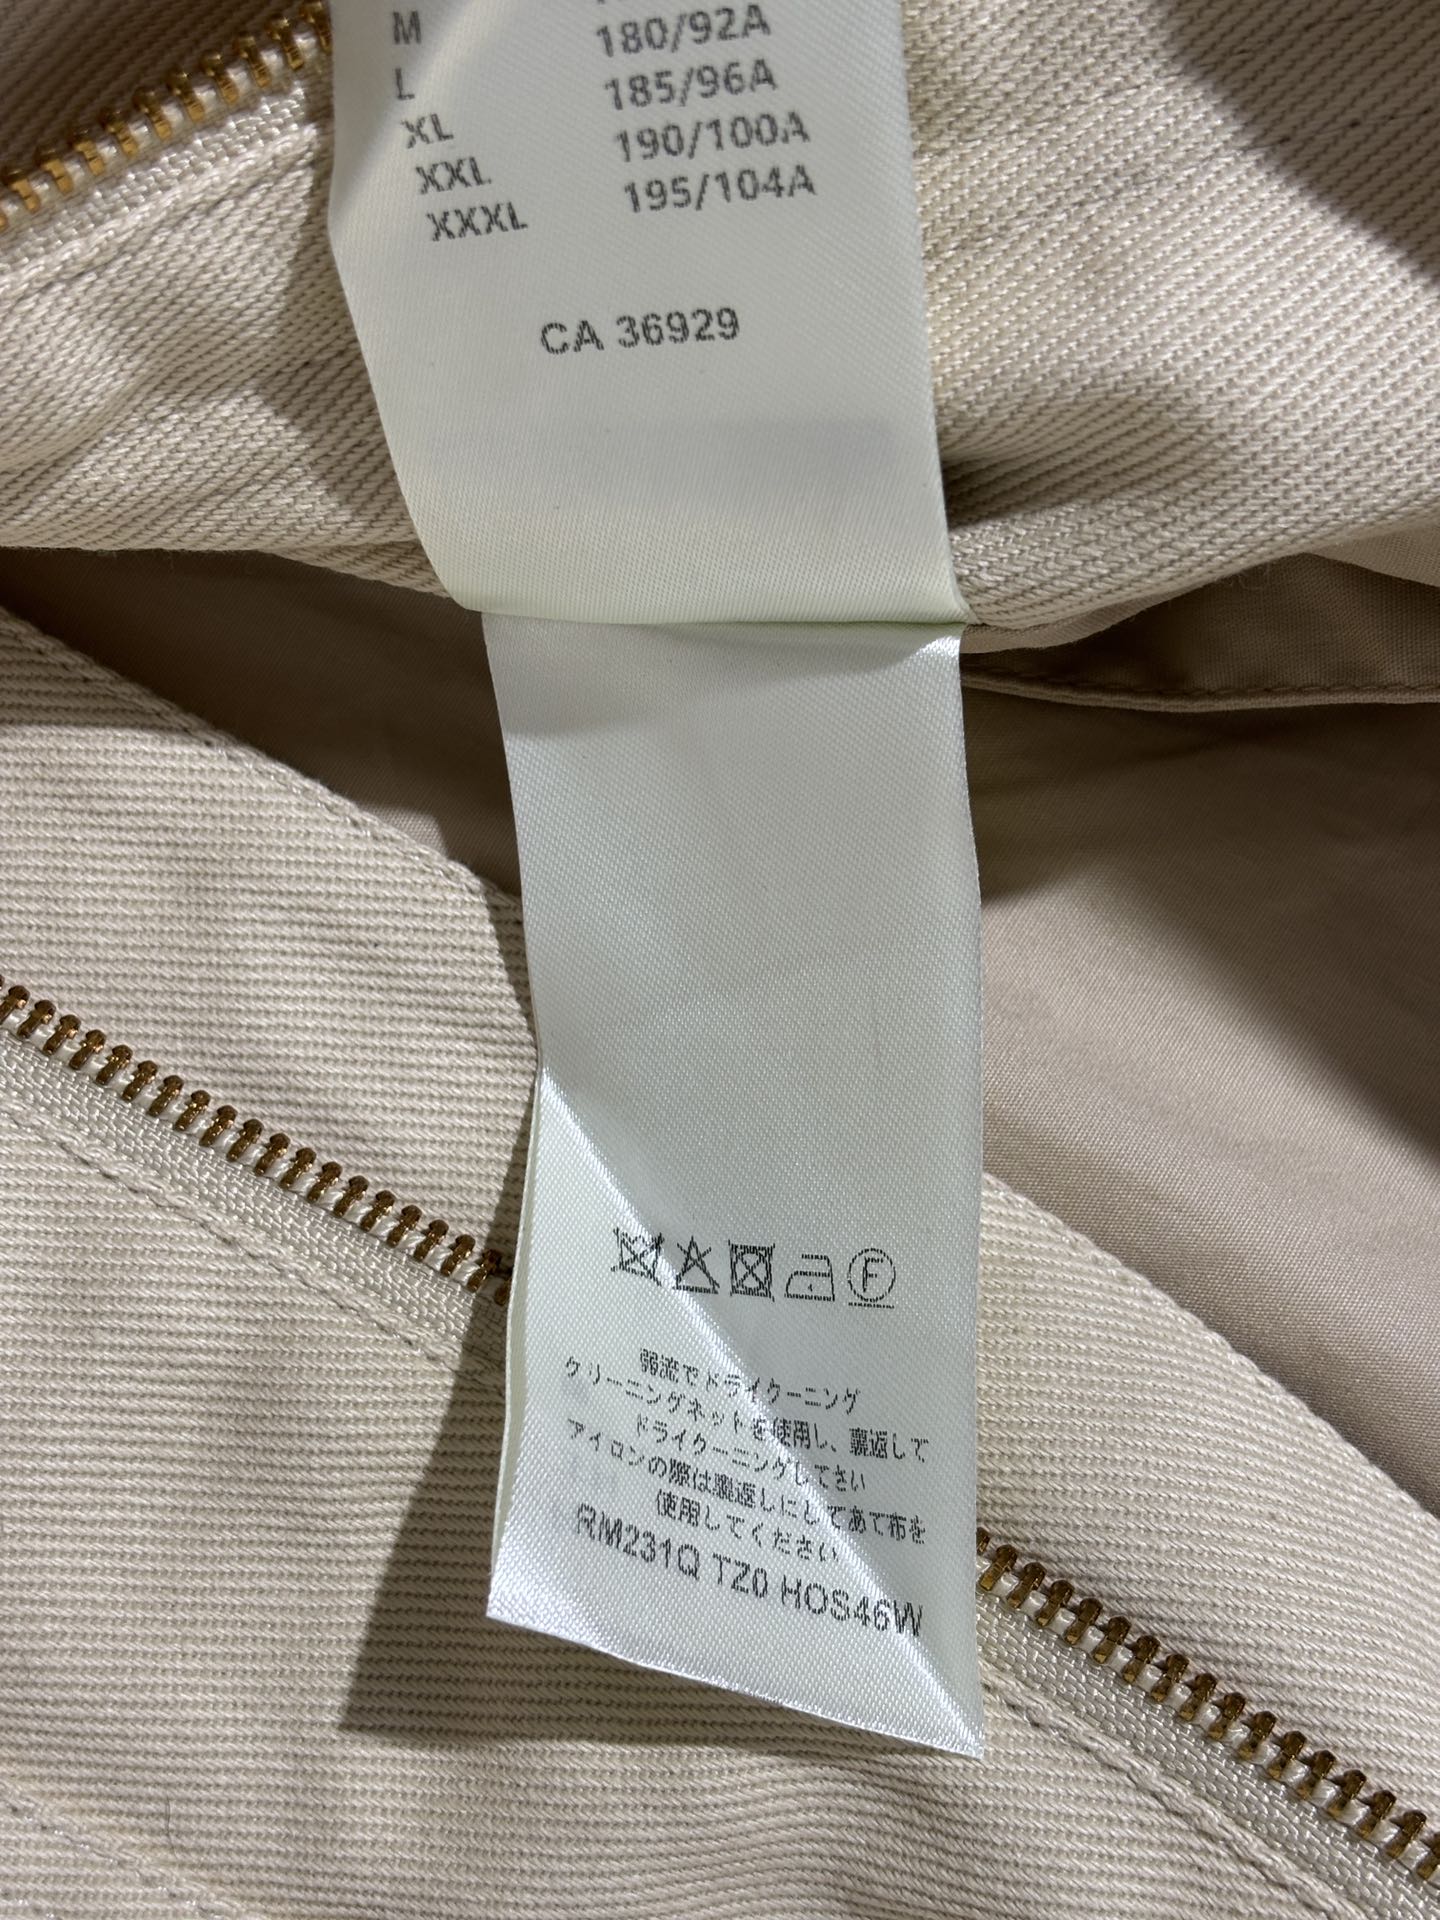 M 180/92A
L 185/96A
XL 190/100A
XXL 195/104A
XXXL
CA 36929
F
弱流でドライクーニング
クリーニングネットを使用し、裏返して
ドライクーニングしてさい
アイロンの際は裏返しにしてあて布を
使用してください
RM231Q TZ0 HOS46W